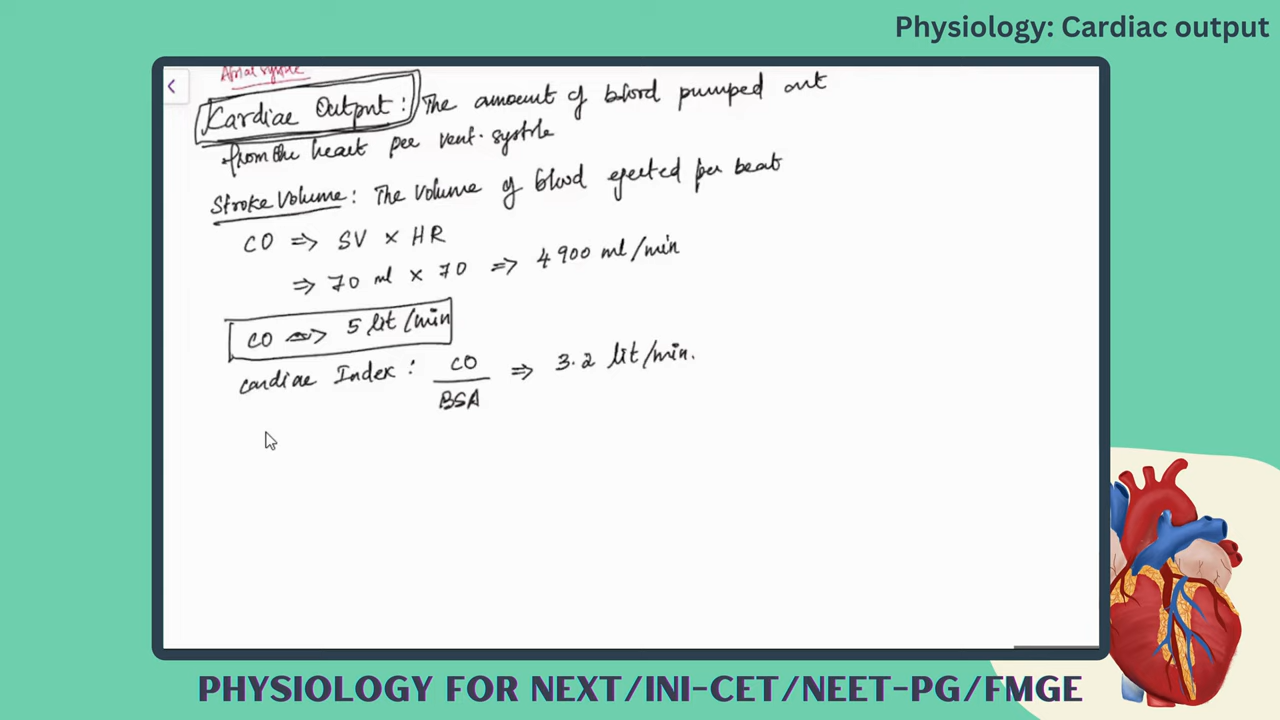 Physiology: Cardiac output
Atrial systole
Cardiac Output: The amount of blood pumped out
from the heart per vent. systole
Stroke Volume: The Volume of blood ejected per beat
CO ⇒ SV × HR
⇒ 70 ml × 70 ⇒ 4900 ml/min
CO ⇒ 5 lit/min
Cardiac Index: CO/BSA ⇒ 3.2 lit/min.
PHYSIOLOGY FOR NEXT/INI-CET/NEET-PG/FMGE